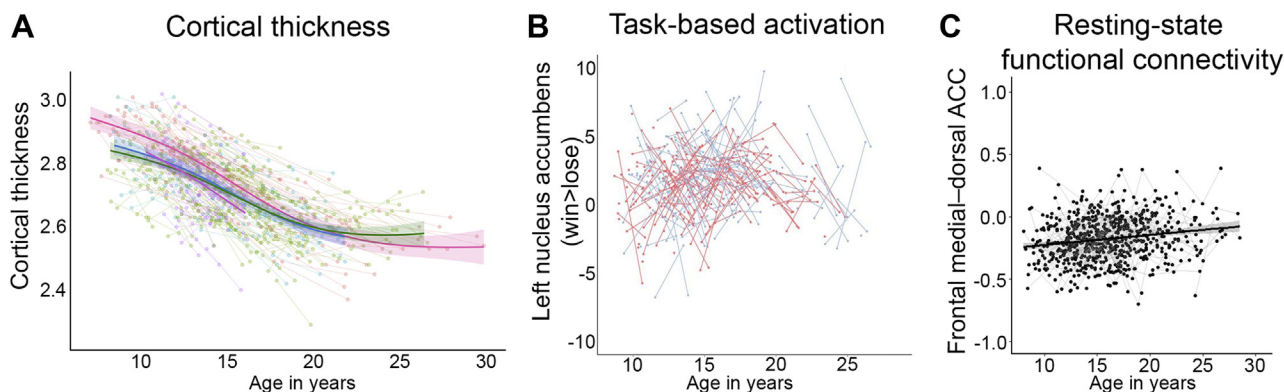 A
Cortical thickness
Cortical thickness
3.0
2.8
2.6
2.4
10
15
20
25
30
Age in years
B
Task-based activation
Left nucleus accumbens
(win>lose)
10
5
0
-5
-10
10
15
20
25
Age in years
C
Resting-state
functional connectivity
Frontal medial–dorsal ACC
1.0
0.5
0.0
-0.5
-1.0
10
15
20
25
30
Age in years